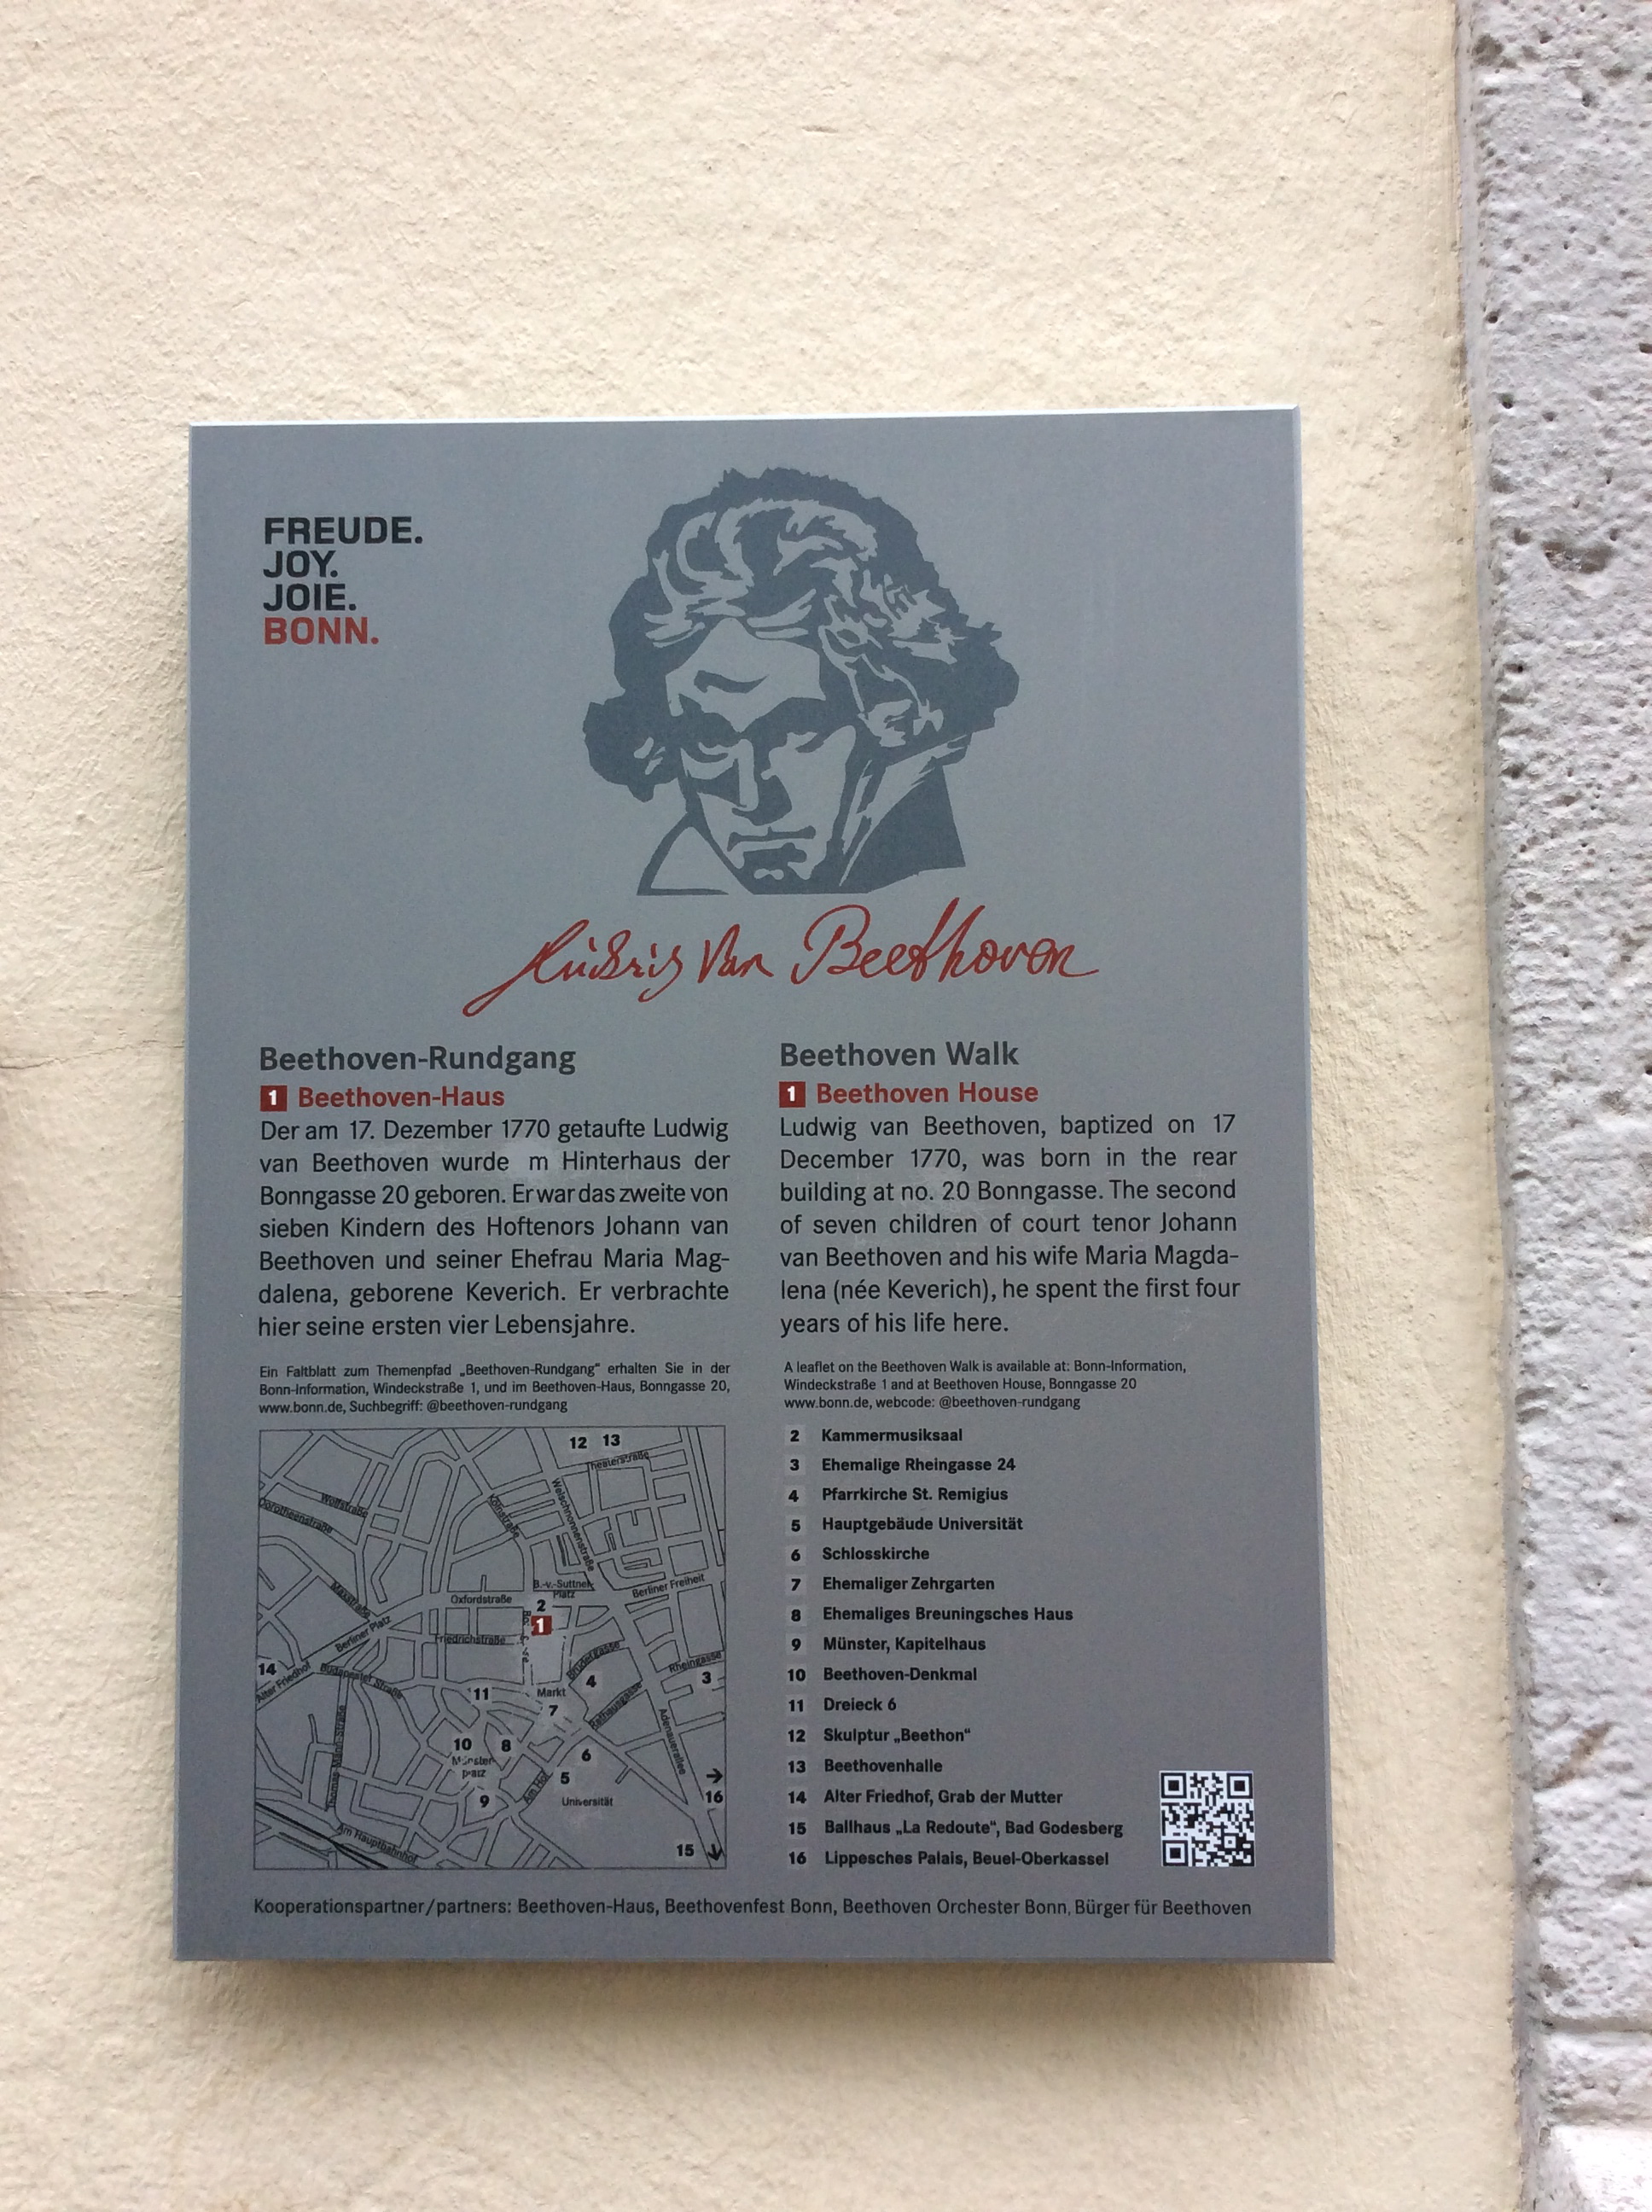 FREUDE.
JOY.
JOIE.
BONN.
Ludwig Van Beethoven
Beethoven-Rundgang
1 Beethoven-Haus
Der am 17. Dezember 1770 getaufte Ludwig
van Beethoven wurde m Hinterhaus der
Bonngasse 20 geboren. Er war das zweite von
sieben Kindern des Hoftenors Johann van
Beethoven und seiner Ehefrau Maria Mag-
dalena, geborene Keverich. Er verbrachte
hier seine ersten vier Lebensjahre.
Ein Faltblatt zum Themenpfad „Beethoven-Rundgang“ erhalten Sie in der
Bonn-Information, Windeckstraße 1, und im Beethoven-Haus, Bonngasse 20,
www.bonn.de, Suchbegriff: @beethoven-rundgang
Beethoven Walk
1 Beethoven House
Ludwig van Beethoven, baptized on 17
December 1770, was born in the rear
building at no. 20 Bonngasse. The second
of seven children of court tenor Johann
van Beethoven and his wife Maria Magda-
lena (née Keverich), he spent the first four
years of his life here.
A leaflet on the Beethoven Walk is available at: Bonn-Information,
Windeckstraße 1 and at Beethoven House, Bonngasse 20
www.bonn.de, webcode: @beethoven-rundgang
12 13
Theaterstraße
Welschnonnenstraße
Kölnstraße
Wolfstraße
Dorotheenstraße
Maxstraße
B.-v.-Suttner-
Platz
Berliner Freiheit
Oxfordstraße
2
1
Berliner Platz
Friedrichstraße
14
Alter Friedhof
Budapester Straße
Brüdergasse
Rheingasse
3
4
11
Markt
7
Rathausgasse
Adenauerallee
Thomas-Mann-Straße
10
8
Münster-
platz
6
5
Am Hof
9
Universität
16
Am Hauptbahnhof
15
2 Kammermusiksaal
3 Ehemalige Rheingasse 24
4 Pfarrkirche St. Remigius
5 Hauptgebäude Universität
6 Schlosskirche
7 Ehemaliger Zehrgarten
8 Ehemaliges Breuningsches Haus
9 Münster, Kapitelhaus
10 Beethoven-Denkmal
11 Dreieck 6
12 Skulptur „Beethon“
13 Beethovenhalle
14 Alter Friedhof, Grab der Mutter
15 Ballhaus „La Redoute“, Bad Godesberg
16 Lippesches Palais, Beuel-Oberkassel
Kooperationspartner/partners: Beethoven-Haus, Beethovenfest Bonn, Beethoven Orchester Bonn, Bürger für Beethoven